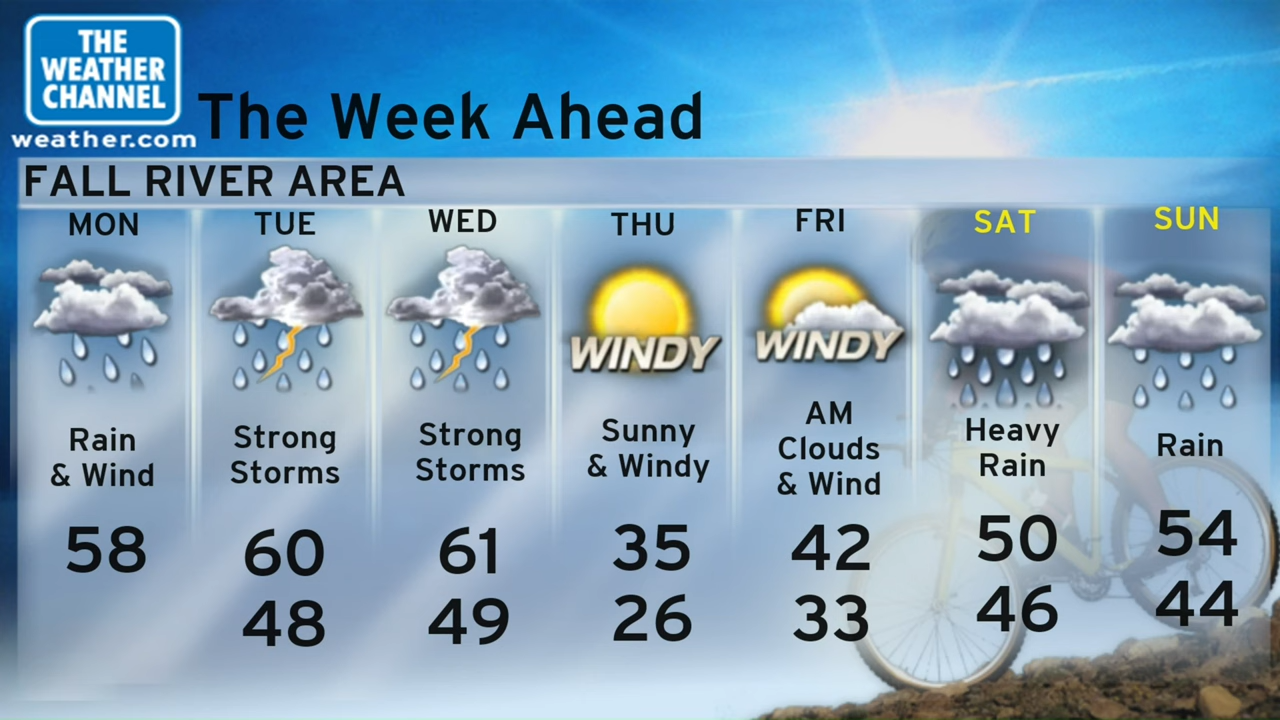 THE
WEATHER
CHANNEL
weather.com
The Week Ahead
FALL RIVER AREA
MON
TUE
WED
THU
FRI
SAT
SUN
WINDY
WINDY
Rain
& Wind
Strong
Storms
Strong
Storms
Sunny
& Windy
AM
Clouds
& Wind
Heavy
Rain
Rain
58
60
61
35
42
50
54
48
49
26
33
46
44